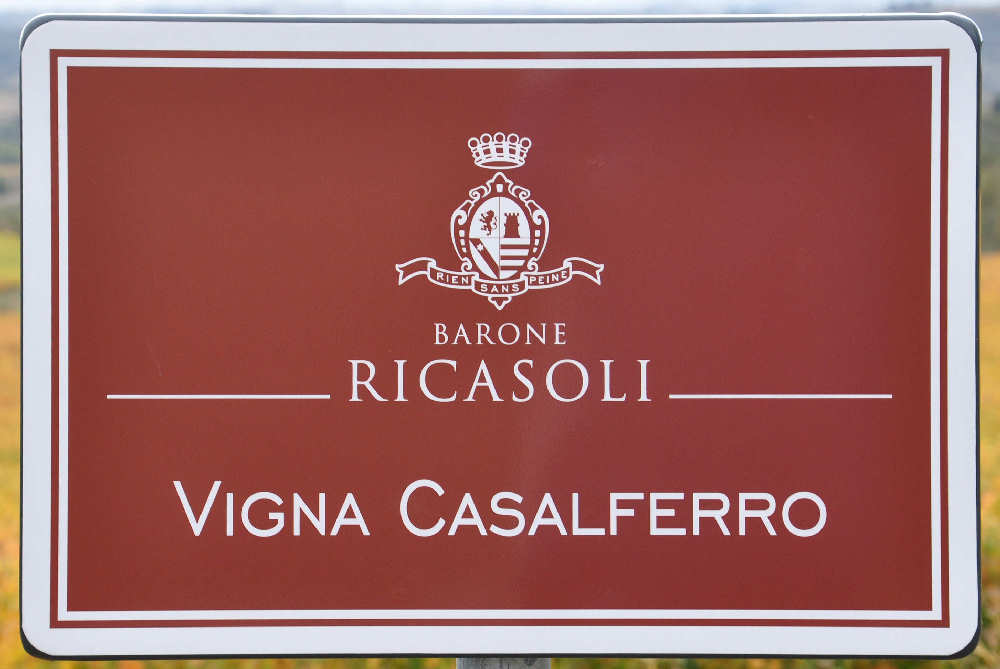 RIEN SANS PEINE
BARONE
RICASOLI
VIGNA CASALFERRO